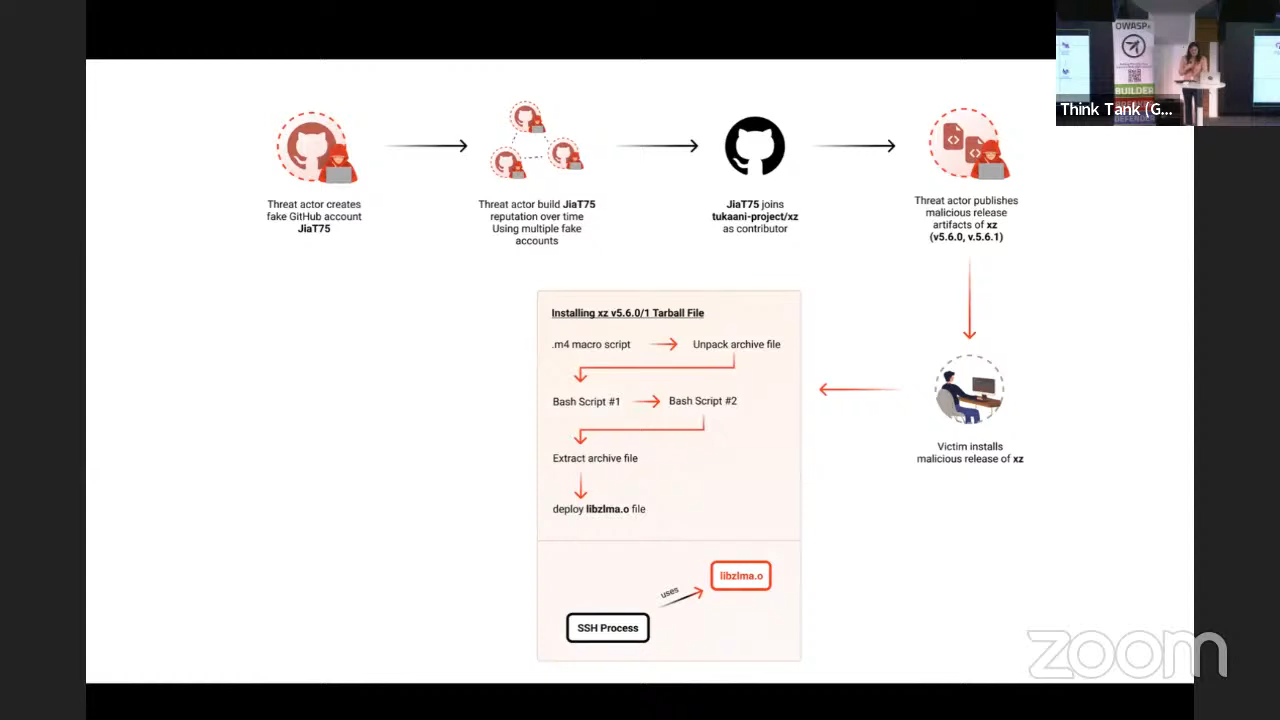 OWASP
BUILDER
BREAKER
DEFENDER
Think Tank (G...
Threat actor creates
fake GitHub account
JiaT75
Threat actor build JiaT75
reputation over time
Using multiple fake
accounts
JiaT75 joins
tukaani-project/xz
as contributor
Threat actor publishes
malicious release
artifacts of xz
(v5.6.0, v.5.6.1)
Victim installs
malicious release of xz
Installing xz v5.6.0/1 Tarball File
.m4 macro script
Unpack archive file
Bash Script #1
Bash Script #2
Extract archive file
deploy libzlma.o file
libzlma.o
uses
SSH Process
zoom